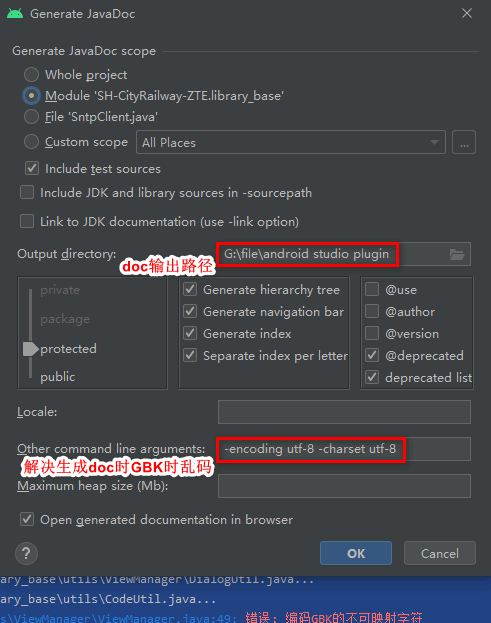 Generate JavaDoc
Generate JavaDoc scope
Whole project
Module 'SH-CityRailway-ZTE.library_base'
File 'SntpClient.java'
Custom scope All Places ...
Include test sources
Include JDK and library sources in -sourcepath
Link to JDK documentation (use -link option)
Output directory: G:\file\android studio plugin
doc输出路径
private
package
protected
public
Generate hierarchy tree
Generate navigation bar
Generate index
Separate index per letter
@use
@author
@version
@deprecated
deprecated list
Locale:
Other command line arguments: -encoding utf-8 -charset utf-8
解决生成doc时GBK时乱码
Maximum heap size (Mb):
Open generated documentation in browser
? OK Cancel
ary_base\utils\ViewManager\DialogUtil.java...
ary_base\utils\CodeUtil.java...
s\ViewManager\ViewManager.java:49: 错误: 编码GBK的不可映射字符